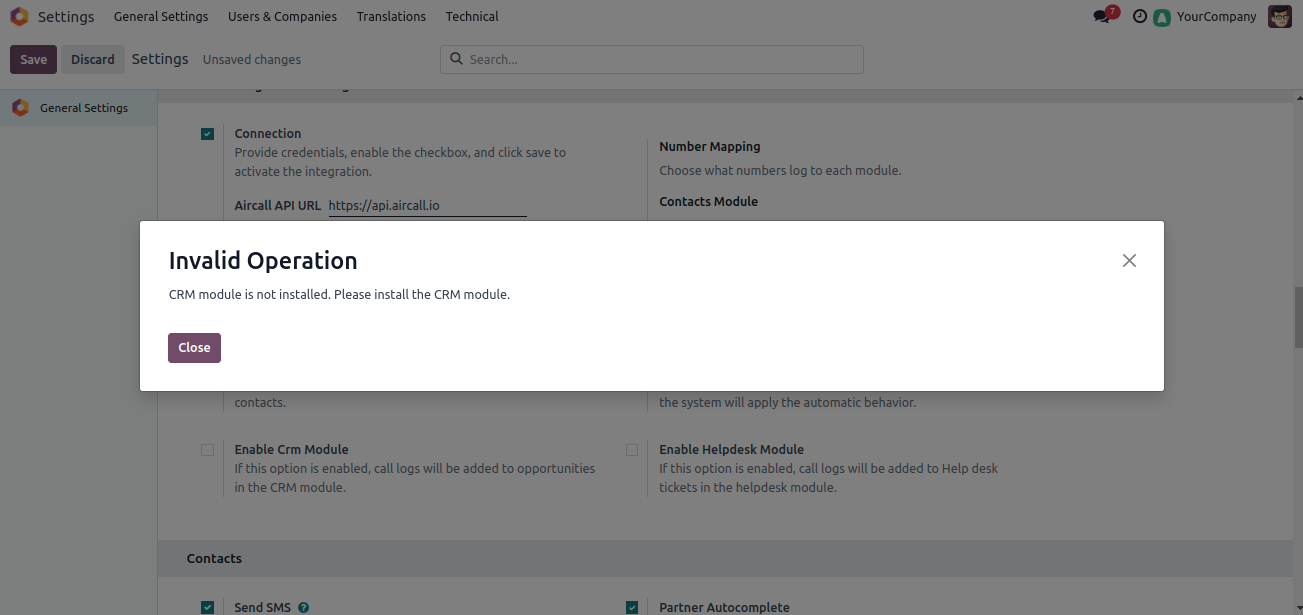 Settings General Settings Users & Companies Translations Technical 7 YourCompany
Save Discard Settings Unsaved changes Search...
General Settings
Connection
Provide credentials, enable the checkbox, and click save to
activate the integration.
Aircall API URL https://api.aircall.io
Number Mapping
Choose what numbers log to each module.
Contacts Module
Invalid Operation
CRM module is not installed. Please install the CRM module.
Close
contacts.
the system will apply the automatic behavior.
Enable Crm Module
If this option is enabled, call logs will be added to opportunities
in the CRM module.
Enable Helpdesk Module
If this option is enabled, call logs will be added to Help desk
tickets in the helpdesk module.
Contacts
Send SMS ?
Partner Autocomplete